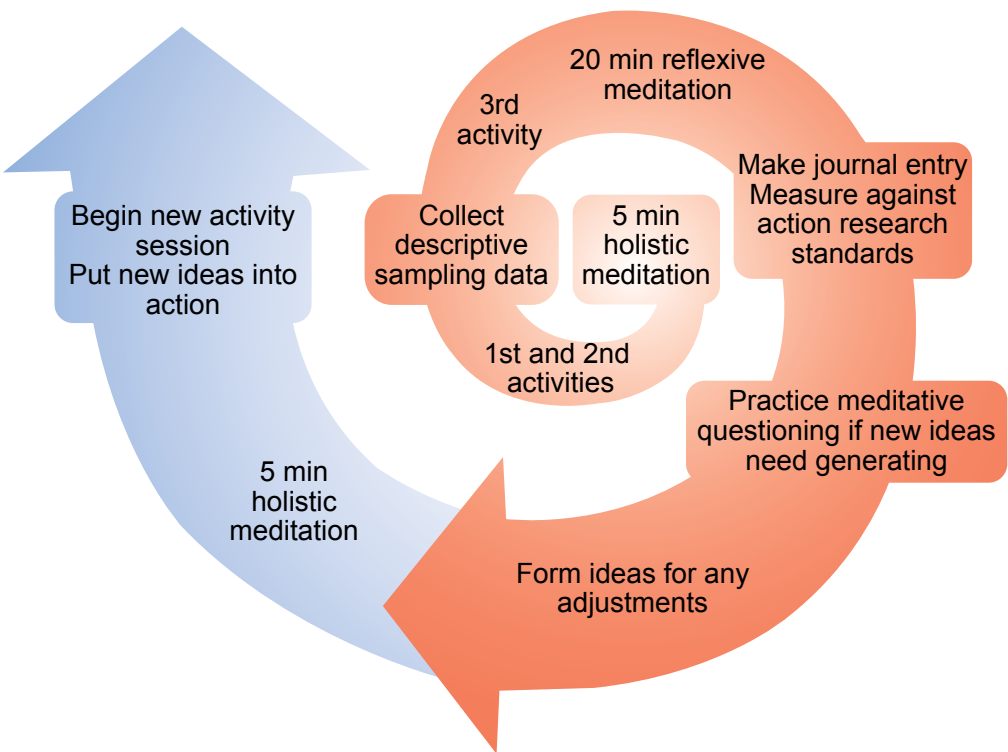 5 min
holistic
meditation
1st and 2nd
activities
Collect
descriptive
sampling data
3rd
activity
20 min reflexive
meditation
Make journal entry
Measure against
action research
standards
Practice meditative
questioning if new ideas
need generating
Form ideas for any
adjustments
5 min
holistic
meditation
Begin new activity
session
Put new ideas into
action